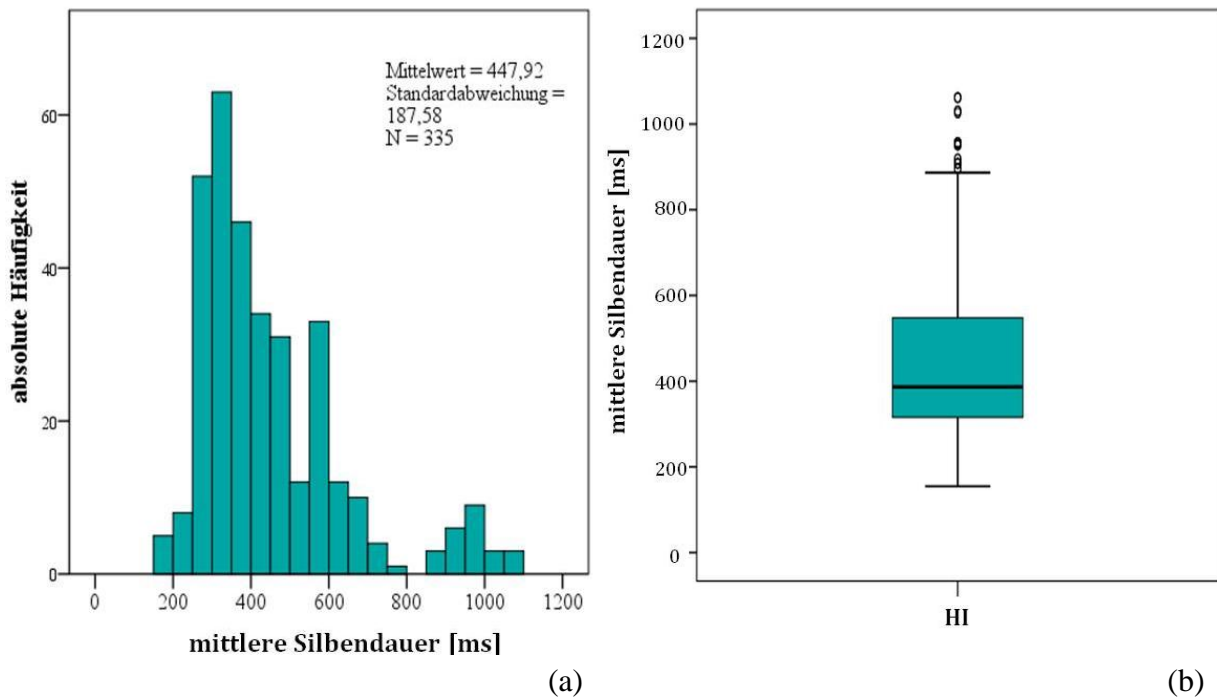 absolute Häufigkeit
60
40
20
0
Mittelwert = 447,92
Standardabweichung =
187,58
N = 335
0 200 400 600 800 1000 1200
mittlere Silbendauer [ms]
(a)
mittlere Silbendauer [ms]
1200
1000
800
600
400
200
0
HI
(b)